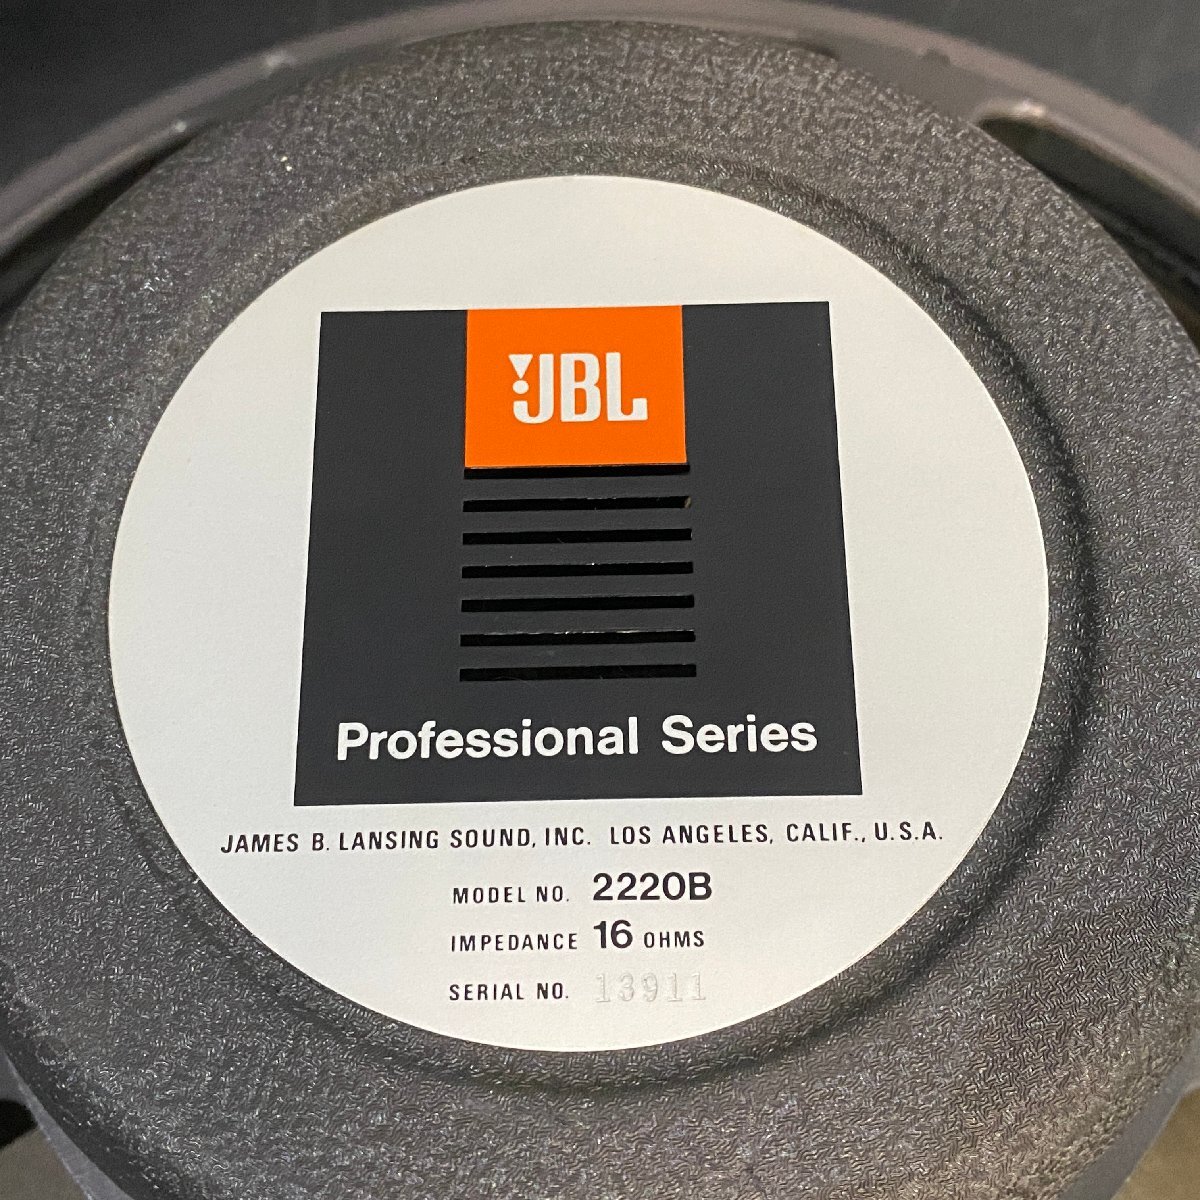 JBL
Professional Series
JAMES B. LANSING SOUND, INC. LOS ANGELES, CALIF., U.S.A.
MODEL NO. 2220B
IMPEDANCE 16 OHMS
SERIAL NO. 13911